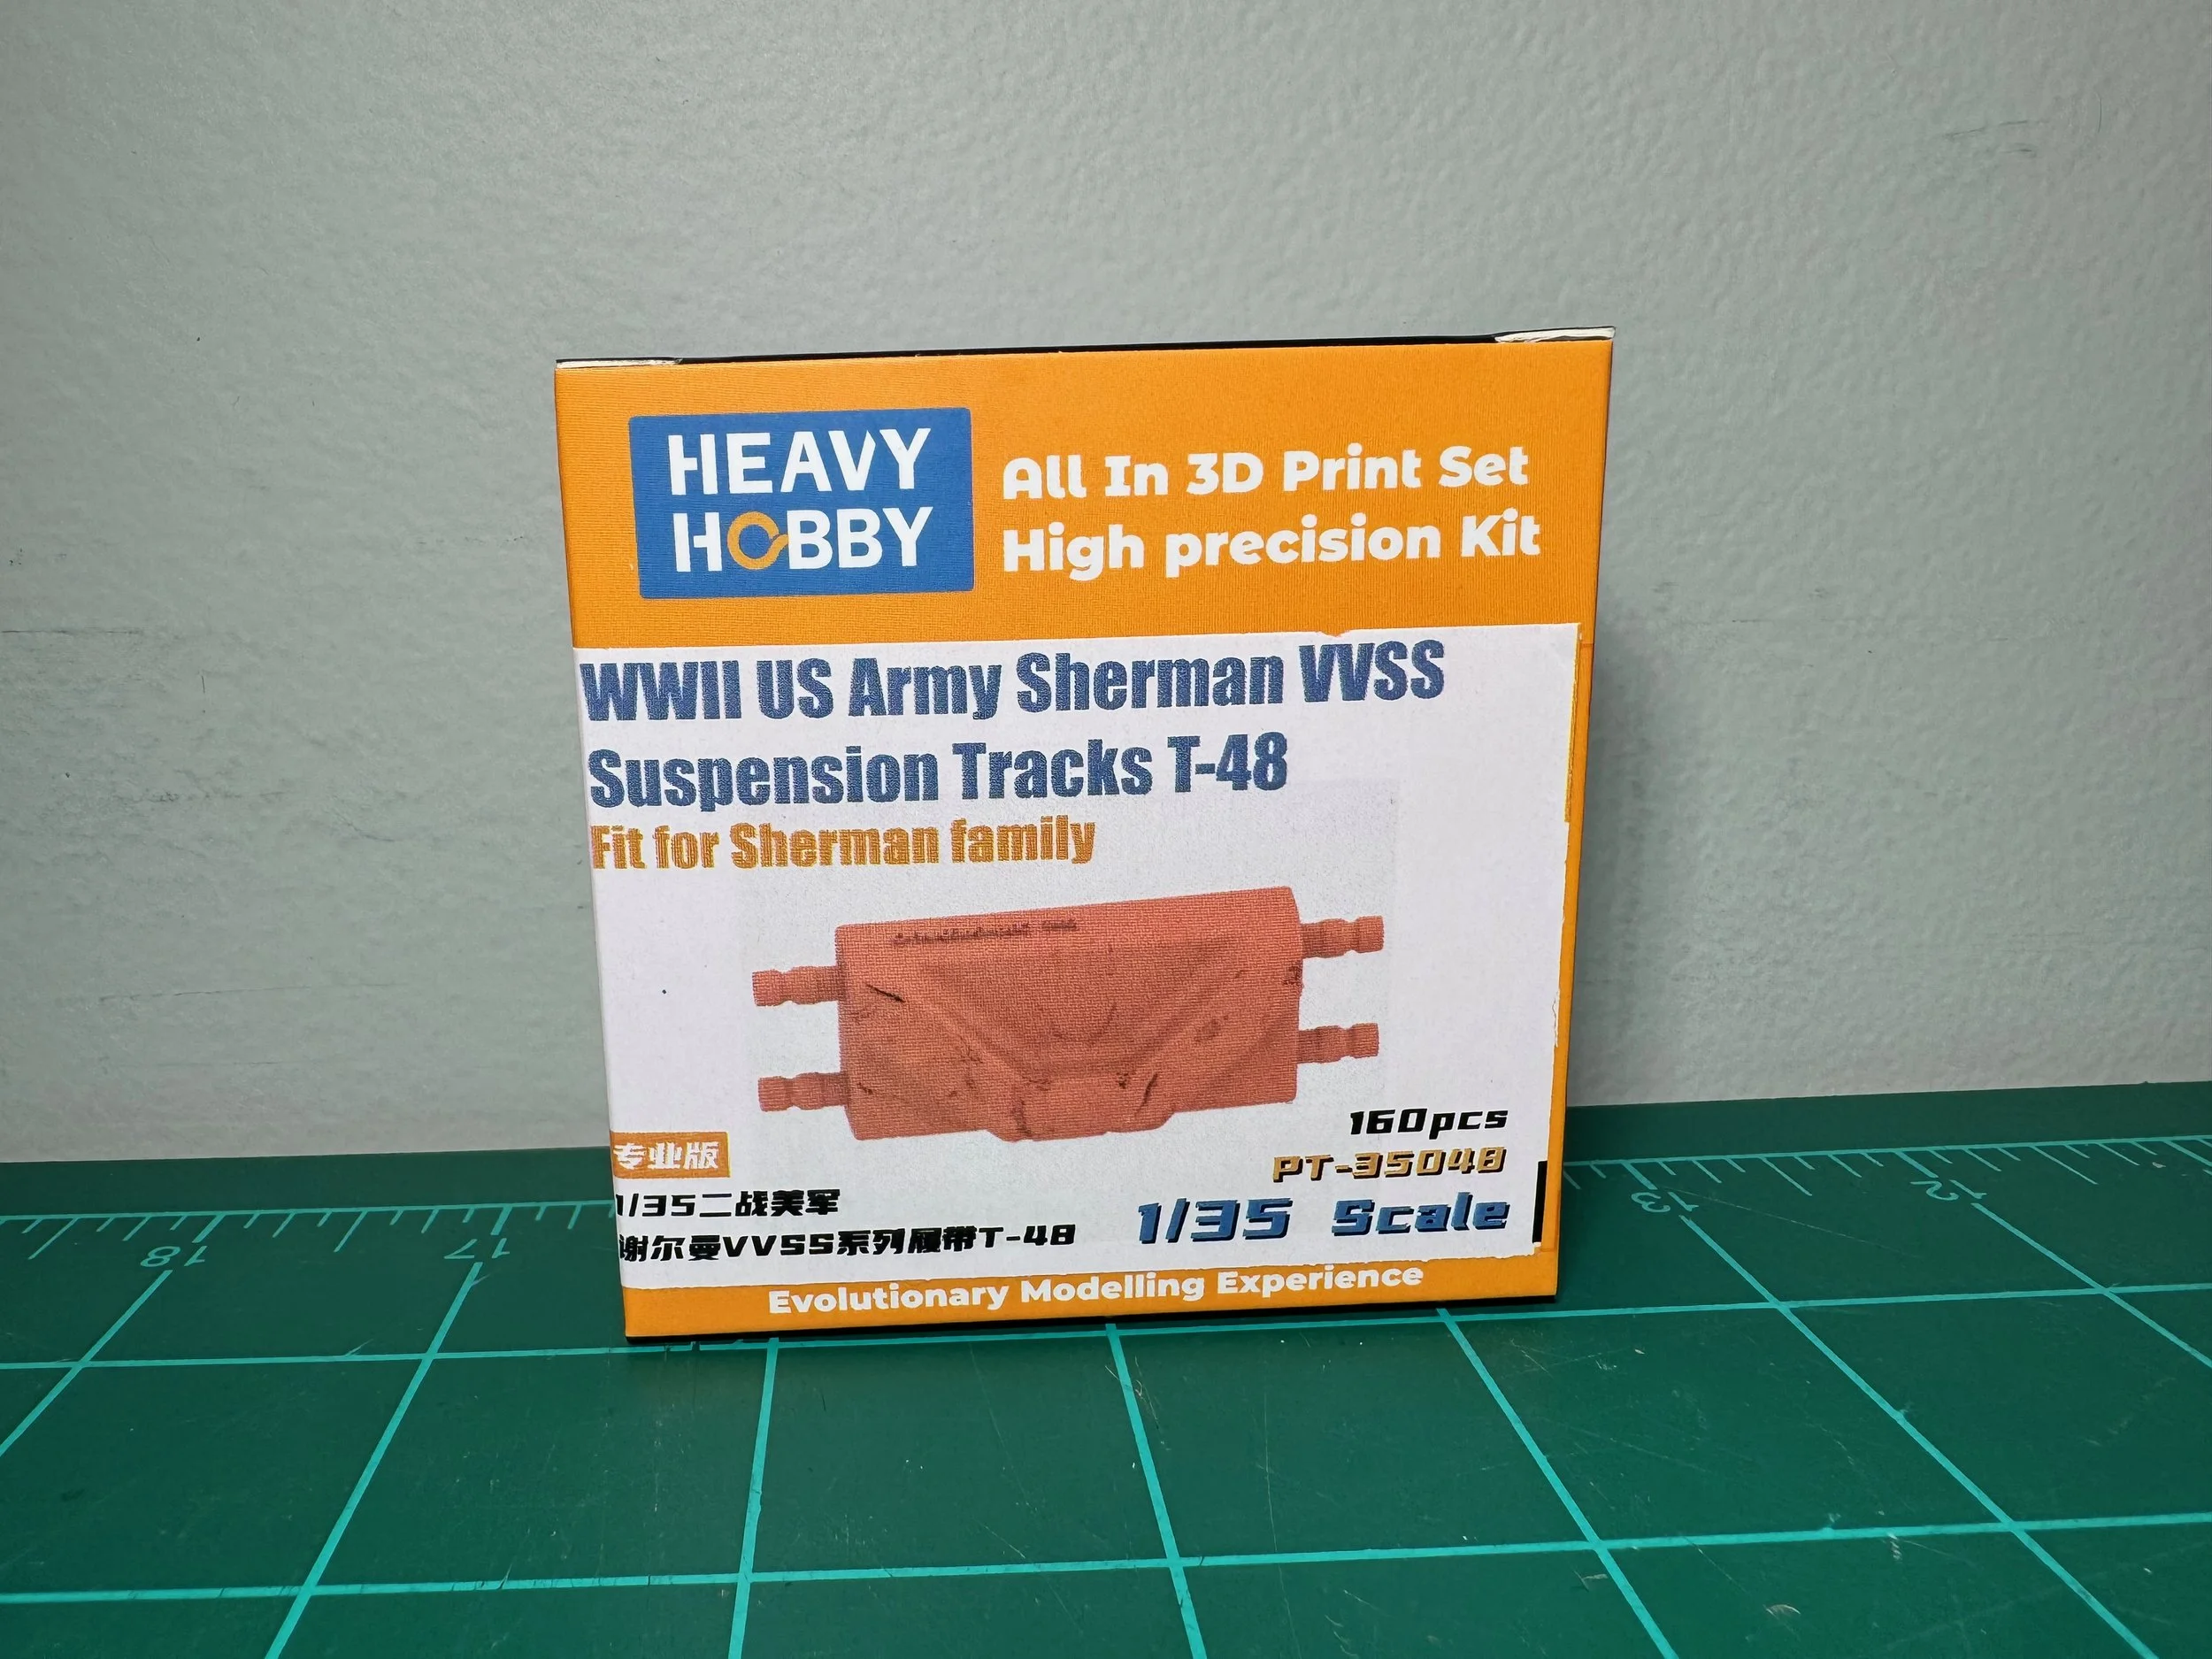 HEAVY
HOBBY
All In 3D Print Set
High precision Kit
WWII US Army Sherman VVSS
Suspension Tracks T-48
Fit for Sherman family
160pcs
PT-35048
1/35 Scale
专业版
1/35二战美军
谢尔曼VVSS系列履带T-48
Evolutionary Modelling Experience
18
17
13
12